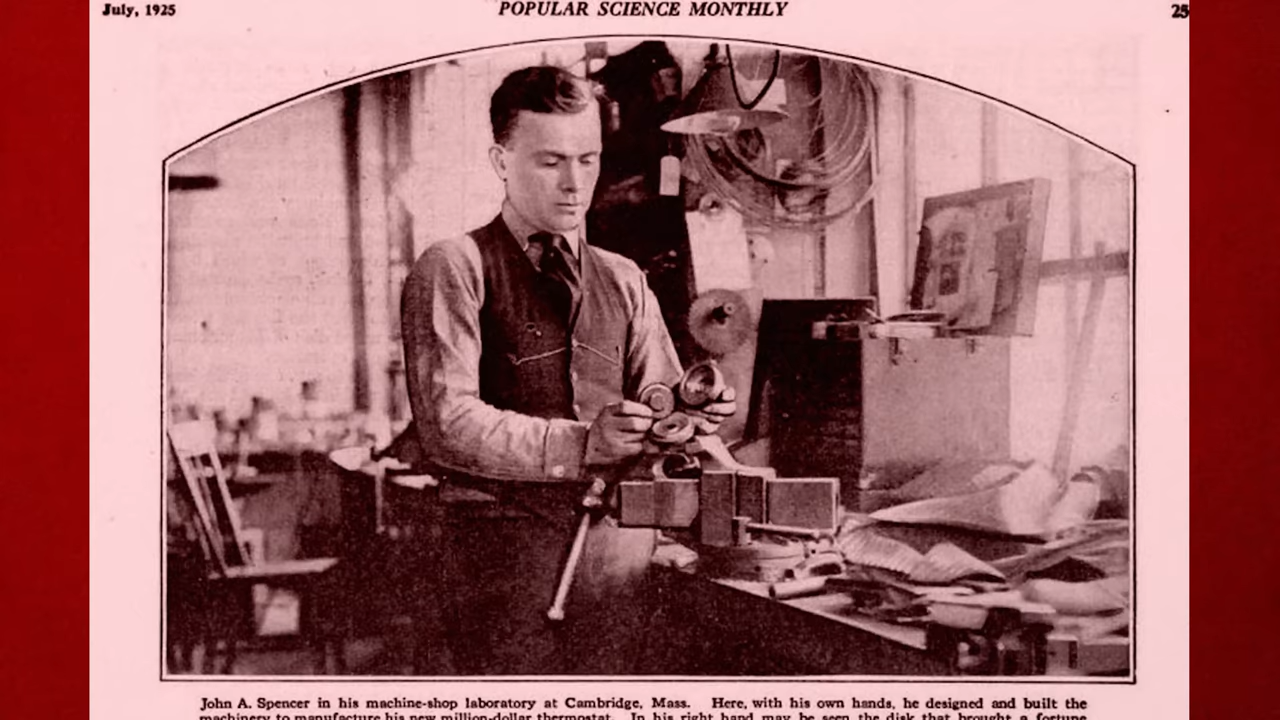 July, 1925
POPULAR SCIENCE MONTHLY
25
John A. Spencer in his machine-shop laboratory at Cambridge, Mass. Here, with his own hands, he designed and built the
machinery to manufacture his new million-dollar thermostat. In his right hand may be seen the disk that brought a fortune